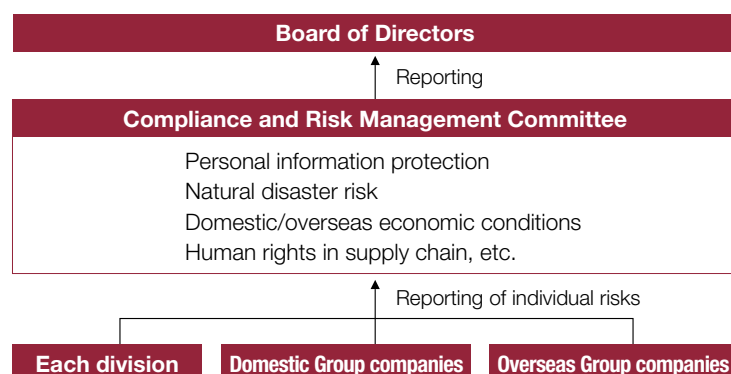 Board of Directors
Reporting
Compliance and Risk Management Committee
Personal information protection
Natural disaster risk
Domestic/overseas economic conditions
Human rights in supply chain, etc.
Reporting of individual risks
Each division
Domestic Group companies
Overseas Group companies